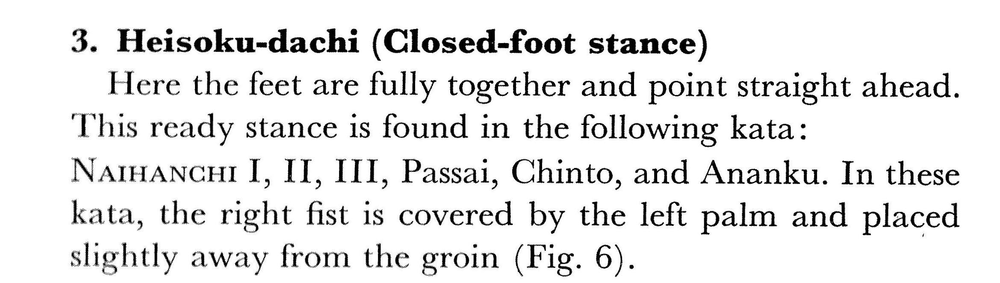 3. Heisoku-dachi (Closed-foot stance)
Here the feet are fully together and point straight ahead.
This ready stance is found in the following kata:
NAIHANCHI I, II, III, Passai, Chinto, and Ananku. In these
kata, the right fist is covered by the left palm and placed
slightly away from the groin (Fig. 6).